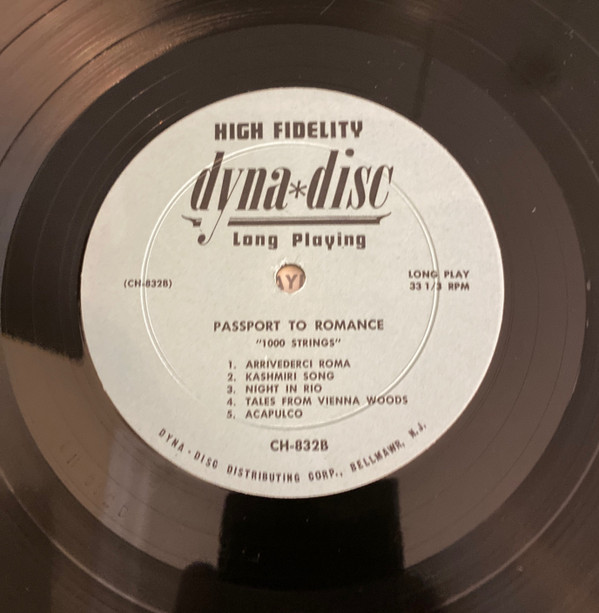 HIGH FIDELITY
dyna*disc
Long Playing
(CH-832B)
LONG PLAY
33 1/3 RPM
PASSPORT TO ROMANCE
"1000 STRINGS"
1. ARRIVEDERCI ROMA
2. KASHMIRI SONG
3. NIGHT IN RIO
4. TALES FROM VIENNA WOODS
5. ACAPULCO
CH-832B
DYNA-DISC DISTRIBUTING CORP., BELLMAWR, N.J.